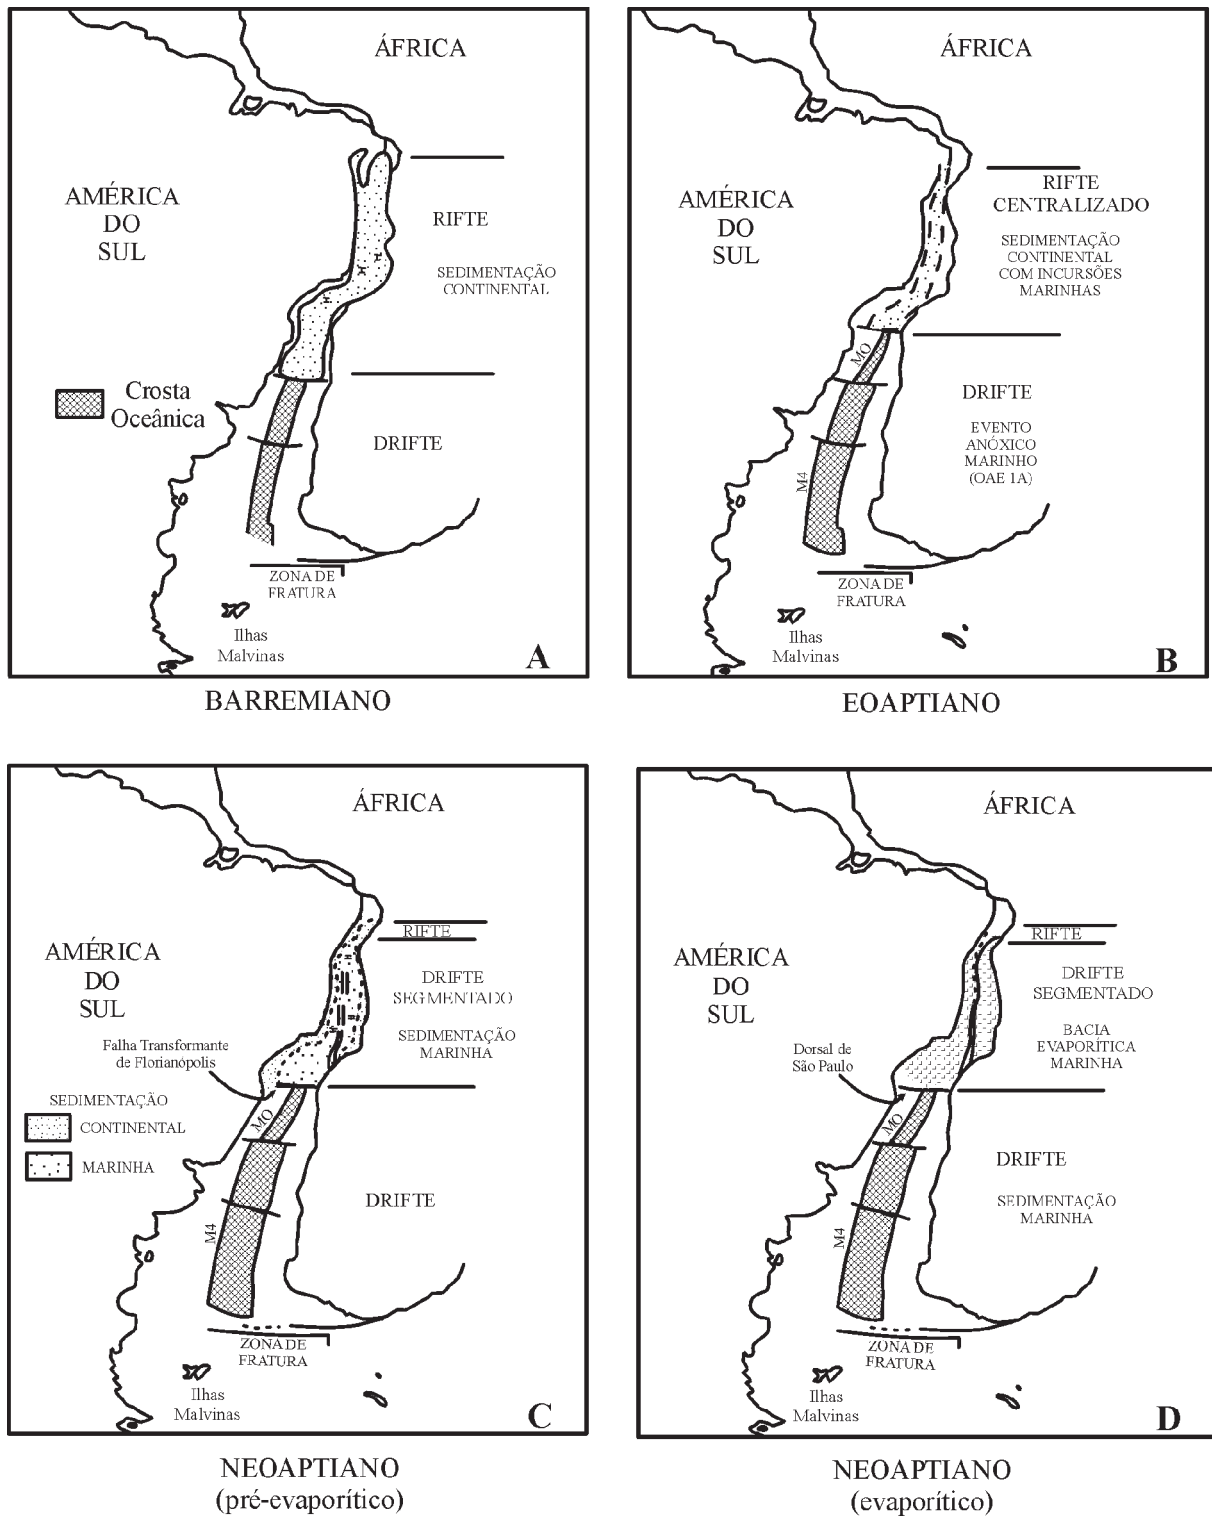 ÁFRICA
AMÉRICA
DO
SUL
RIFTE
SEDIMENTAÇÃO
CONTINENTAL
Crosta
Oceânica
DRIFTE
ZONA DE
FRATURA
Ilhas
Malvinas
A
BARREMIANO
ÁFRICA
AMÉRICA
DO
SUL
RIFTE
CENTRALIZADO
SEDIMENTAÇÃO
CONTINENTAL
COM INCURSÕES
MARINHAS
MO
DRIFTE
EVENTO
ANÓXICO
MARINHO
(OAE 1A)
M4
ZONA DE
FRATURA
Ilhas
Malvinas
B
EOAPTIANO
ÁFRICA
RIFTE
AMÉRICA
DO
SUL
DRIFTE
SEGMENTADO
SEDIMENTAÇÃO
MARINHA
Falha Transformante
de Florianópolis
SEDIMENTAÇÃO
CONTINENTAL
MARINHA
MO
DRIFTE
M4
ZONA DE
FRATURA
Ilhas
Malvinas
C
NEOAPTIANO
(pré-evaporítico)
ÁFRICA
RIFTE
AMÉRICA
DO
SUL
DRIFTE
SEGMENTADO
BACIA
EVAPORÍTICA
MARINHA
Dorsal de
São Paulo
MO
DRIFTE
SEDIMENTAÇÃO
MARINHA
M4
ZONA DE
FRATURA
Ilhas
Malvinas
D
NEOAPTIANO
(evaporítico)